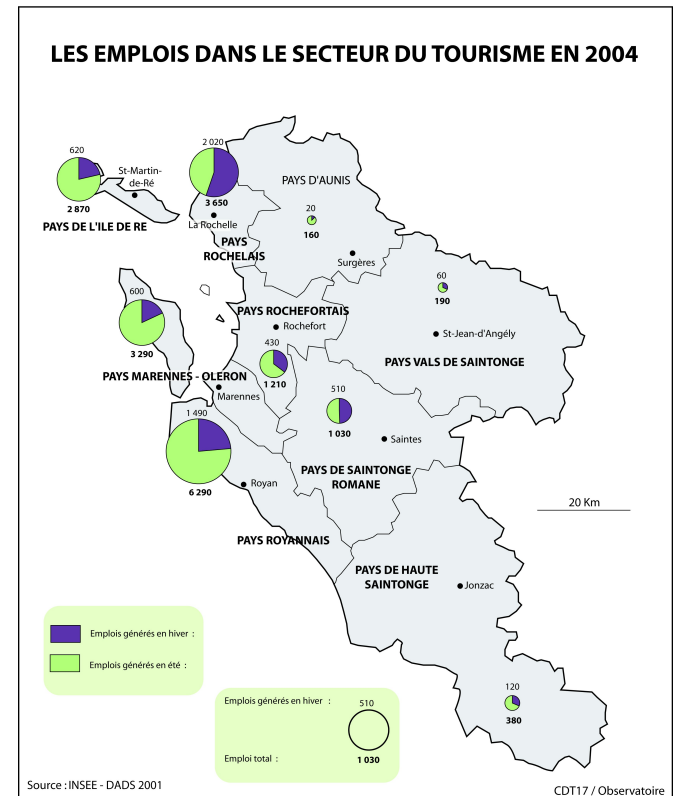 LES EMPLOIS DANS LE SECTEUR DU TOURISME EN 2004
620
St-Martin-
de-Ré
2 870
PAYS DE L'ILE DE RE
2 020
3 650
La Rochelle
PAYS
ROCHELAIS
PAYS D'AUNIS
20
160
Surgères
600
3 290
PAYS MARENNES - OLERON
Marennes
PAYS ROCHEFORTAIS
Rochefort
430
1 210
60
190
St-Jean-d'Angély
PAYS VALS DE SAINTONGE
510
1 030
Saintes
PAYS DE SAINTONGE
ROMANE
1 490
6 290
Royan
PAYS ROYANNAIS
20 Km
PAYS DE HAUTE
SAINTONGE
Jonzac
120
380
Emplois générés en hiver :
Emplois générés en été :
Emplois générés en hiver :
510
Emploi total :
1 030
Source : INSEE - DADS 2001
CDT17 / Observatoire